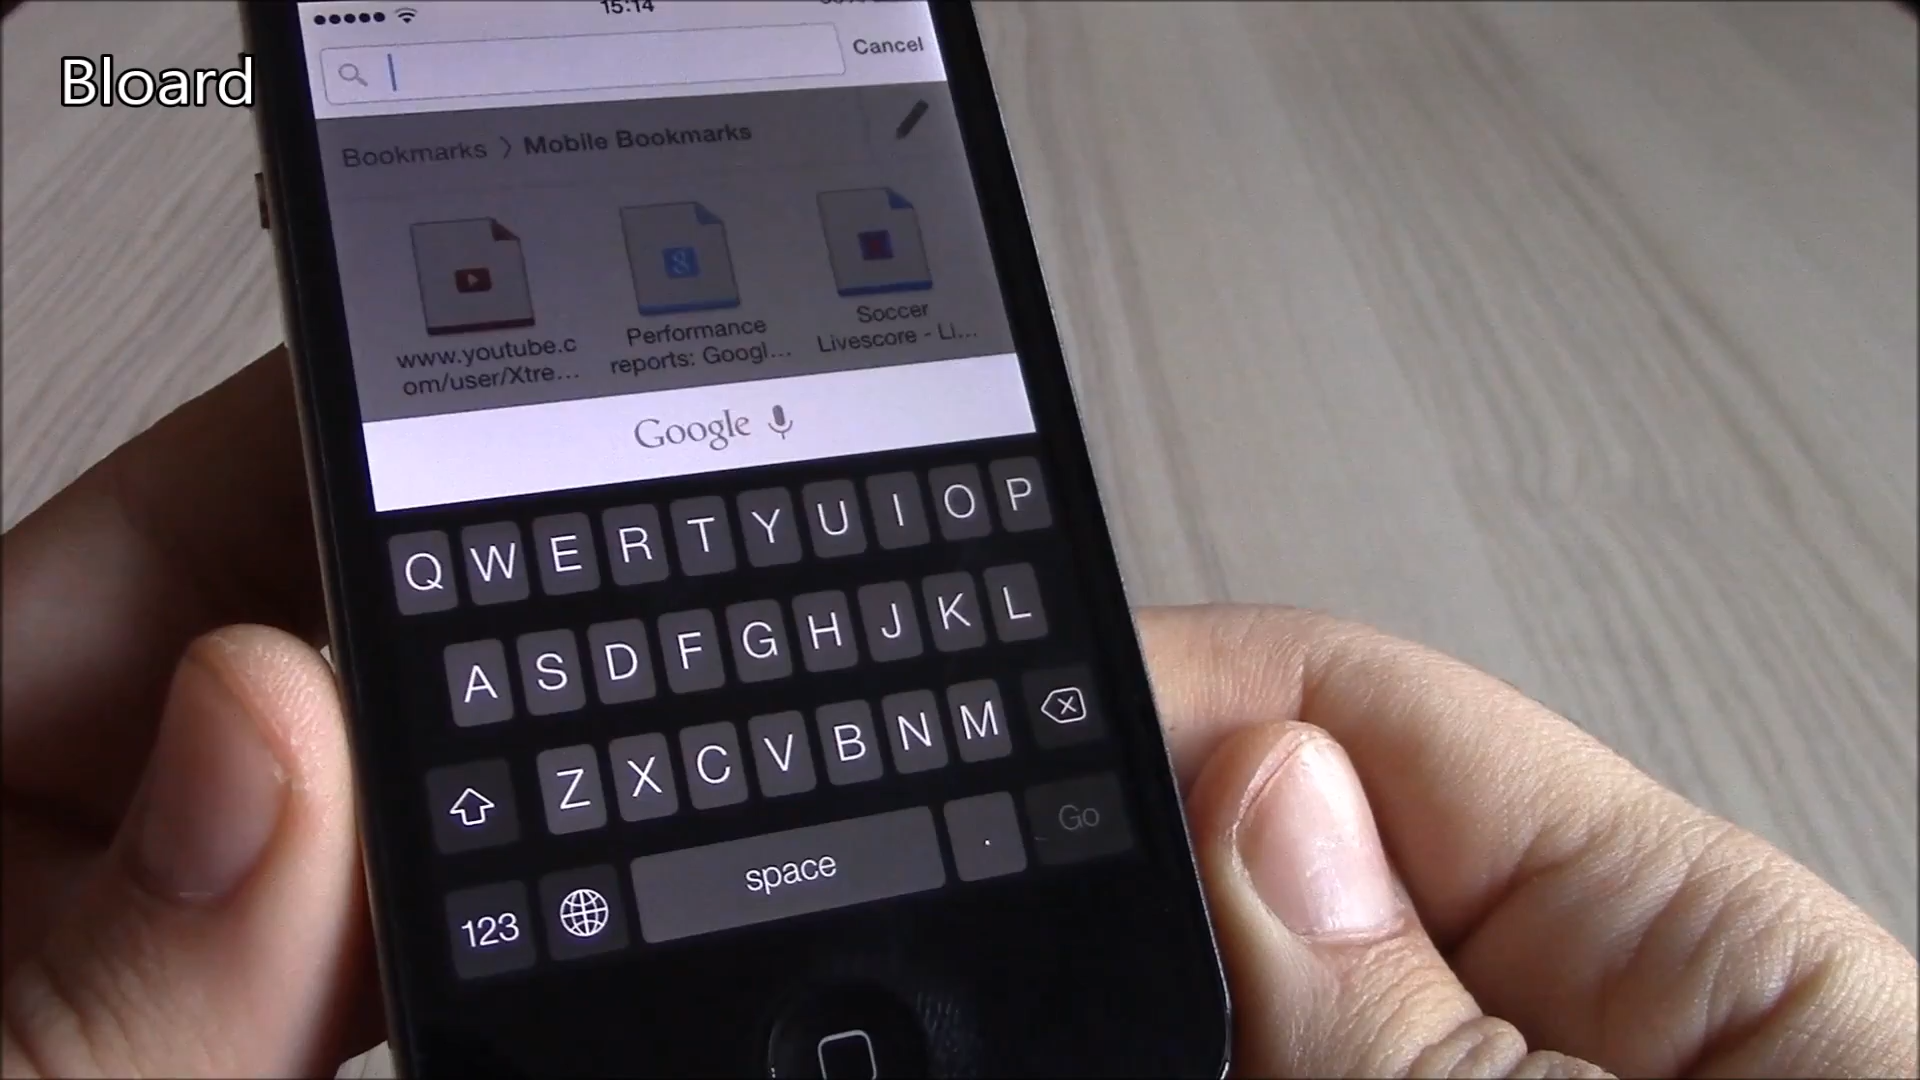 Bloard
15:14
Cancel
Bookmarks > Mobile Bookmarks
www.youtube.c
om/user/Xtre...
Performance
reports: Googl...
Soccer
Livescore - Li...
Google
Q W E R T Y U I O P
A S D F G H J K L
Z X C V B N M
123 space . Go